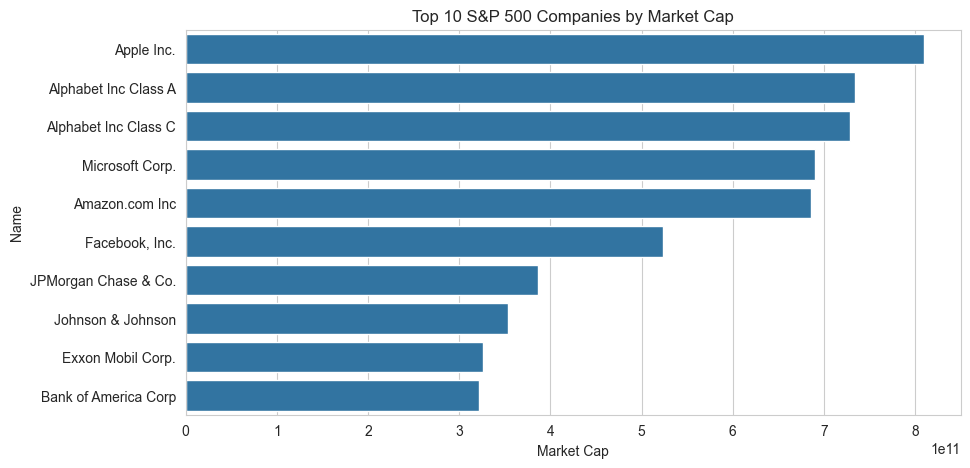 Top 10 S&P 500 Companies by Market Cap
Apple Inc.
Alphabet Inc Class A
Alphabet Inc Class C
Microsoft Corp.
Amazon.com Inc
Facebook, Inc.
JPMorgan Chase & Co.
Johnson & Johnson
Exxon Mobil Corp.
Bank of America Corp
Name
0 1 2 3 4 5 6 7 8
1e11
Market Cap